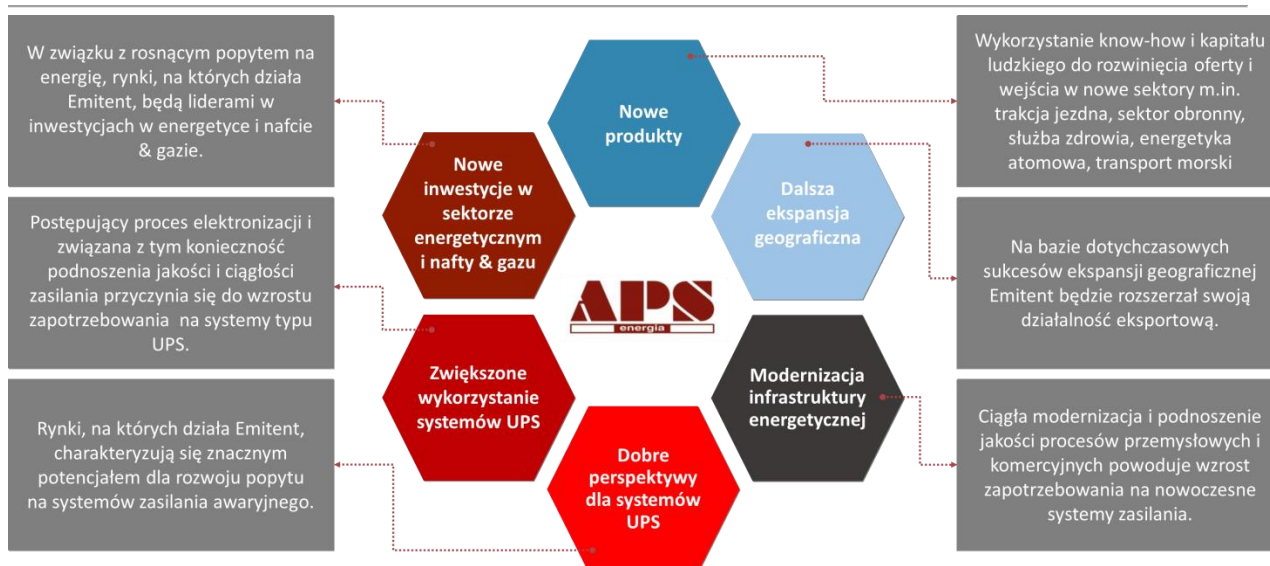 W związku z rosnącym popytem na
energię, rynki, na których działa
Emitent, będą liderami w
inwestycjach w energetyce i nafcie
& gazie.
Postępujący proces elektronizacji i
związana z tym konieczność
podnoszenia jakości i ciągłości
zasilania przyczynia się do wzrostu
zapotrzebowania na systemy typu
UPS.
Rynki, na których działa Emitent,
charakteryzują się znacznym
potencjałem dla rozwoju popytu
na systemów zasilania awaryjnego.
Nowe
produkty
Nowe
inwestycje w
sektorze
energetycznym
i nafty & gazu
Dalsza
ekspansja
geograficzna
APS
energia
Zwiększone
wykorzystanie
systemów UPS
Modernizacja
infrastruktury
energetycznej
Dobre
perspektywy
dla systemów
UPS
Wykorzystanie know-how i kapitału
ludzkiego do rozwinięcia oferty i
wejścia w nowe sektory m.in.
trakcja jezdna, sektor obronny,
służba zdrowia, energetyka
atomowa, transport morski
Na bazie dotychczasowych
sukcesów ekspansji geograficznej
Emitent będzie rozszerzał swoją
działalność eksportową.
Ciągła modernizacja i podnoszenie
jakości procesów przemysłowych i
komercyjnych powoduje wzrost
zapotrzebowania na nowoczesne
systemy zasilania.